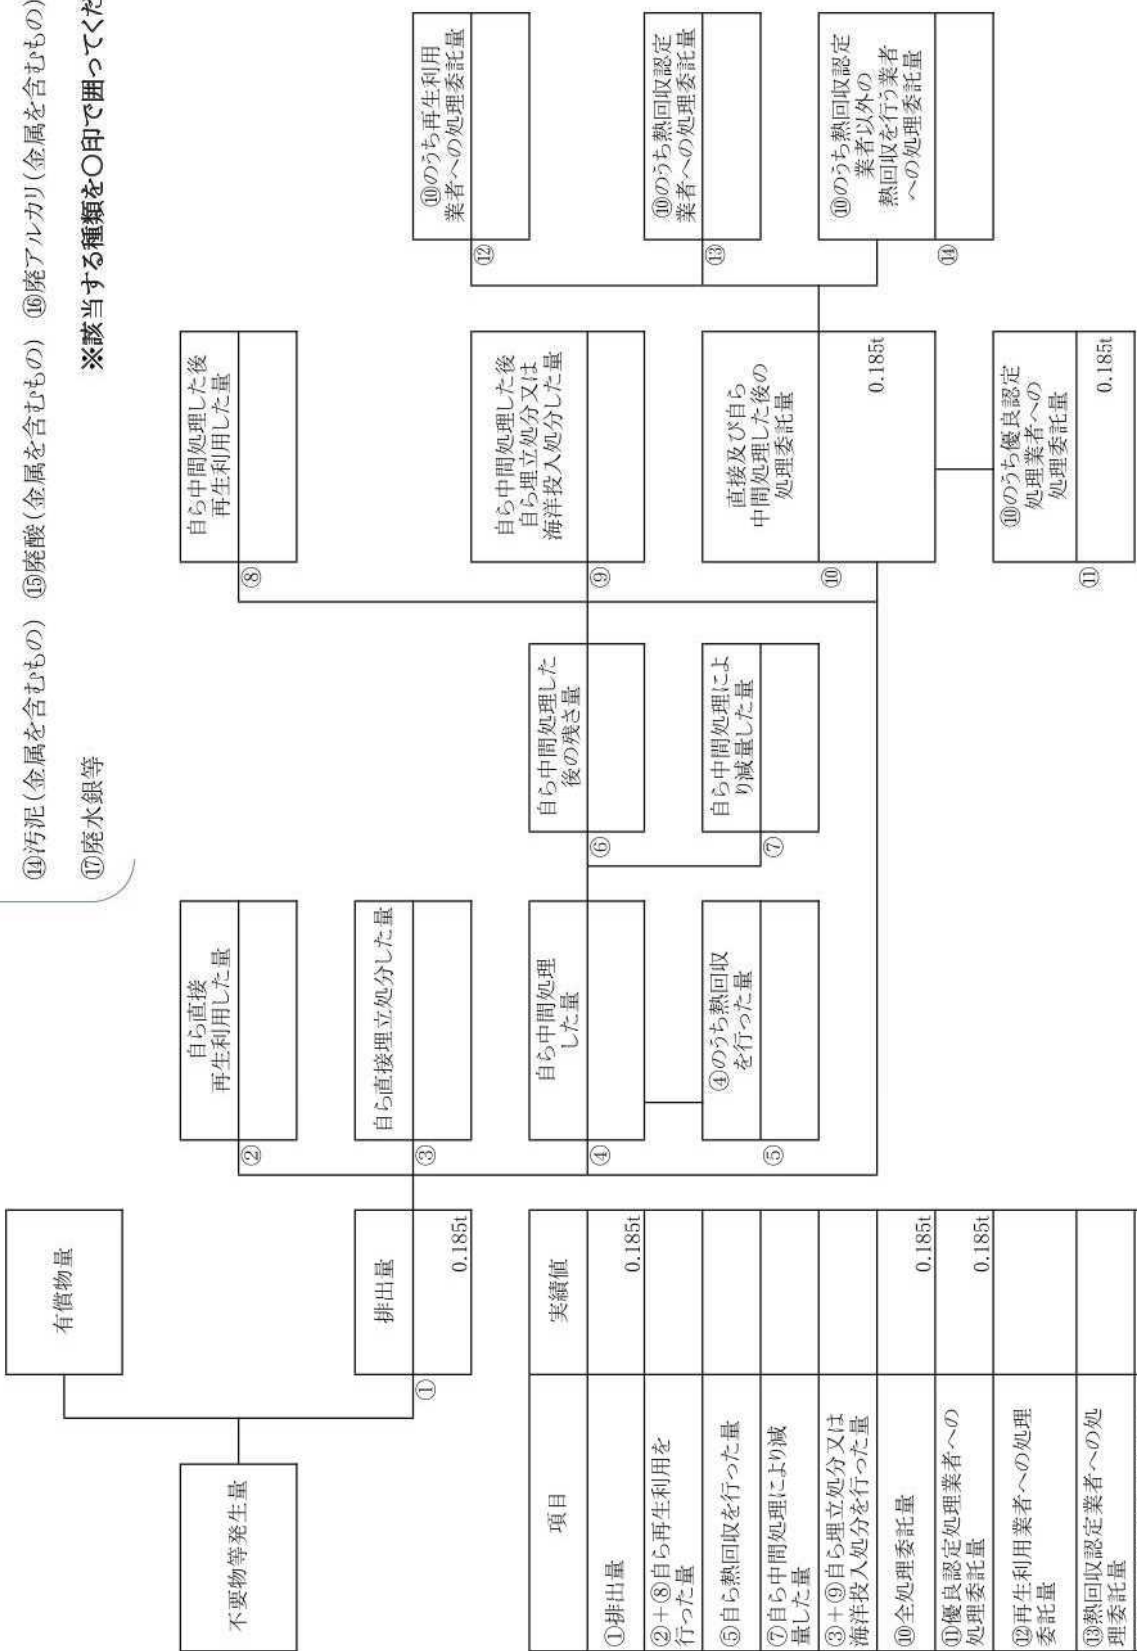 ⑭汚泥(金属を含むもの) ⑮廃酸(金属を含むもの) ⑯廃アルカリ(金属を含むもの)
⑰廃水銀等
※該当する種類を〇印で囲ってくだ
不要物等発生量
有償物量
①
排出量
0.185t
②
自ら直接
再生利用した量
③
自ら直接埋立処分した量
④
自ら中間処理
した量
⑤
④のうち熱回収
を行った量
⑥
自ら中間処理した
後の残さ量
⑦
自ら中間処理によ
り減量した量
⑧
自ら中間処理した後
再生利用した量
⑨
自ら中間処理した後
自ら埋立処分又は
海洋投入処分した量
⑩
直接及び自ら
中間処理した後の
処理委託量
0.185t
⑪
⑩のうち優良認定
処理業者への
処理委託量
0.185t
⑫
⑩のうち再生利用
業者への処理委託量
⑬
⑩のうち熱回収認定
業者への処理委託量
⑭
⑩のうち熱回収認定
業者以外の
熱回収を行う業者
への処理委託量
項目 実績値
①排出量 0.185t
②+⑧自ら再生利用を
行った量
⑤自ら熱回収を行った量
⑦自ら中間処理により減
量した量
③+⑨自ら埋立処分又は
海洋投入処分を行った量
⑩全処理委託量 0.185t
⑪優良認定処理業者への
処理委託量 0.185t
⑫再生利用業者への処理
委託量
⑬熱回収認定業者への処
理委託量